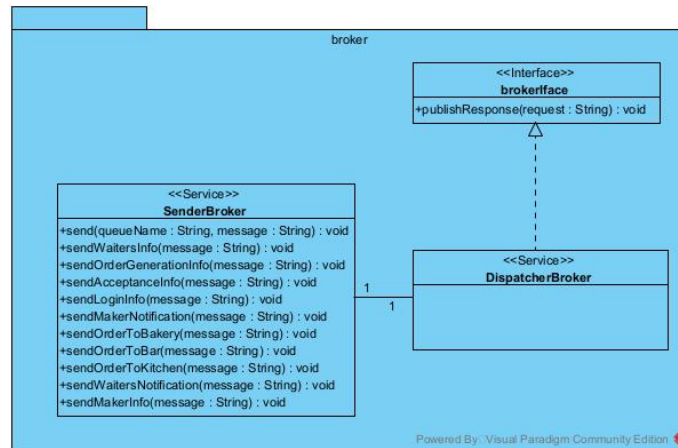 broker
<<Interface>>
brokerIface
+publishResponse(request : String) : void
<<Service>>
SenderBroker
+send(queueName : String, message : String) : void
+sendWaitersInfo(message : String) : void
+sendOrderGenerationInfo(message : String) : void
+sendAcceptanceInfo(message : String) : void
+sendLoginInfo(message : String) : void
+sendMakerNotification(message : String) : void
+sendOrderToBakery(message : String) : void
+sendOrderToBar(message : String) : void
+sendOrderToKitchen(message : String) : void
+sendWaitersNotification(message : String) : void
+sendMakerInfo(message : String) : void
1
1
<<Service>>
DispatcherBroker
Powered By Visual Paradigm Community Edition